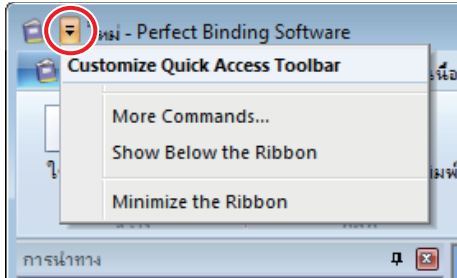 ใหม่ - Perfect Binding Software
Customize Quick Access Toolbar
More Commands...
Show Below the Ribbon
Minimize the Ribbon
การนำทาง